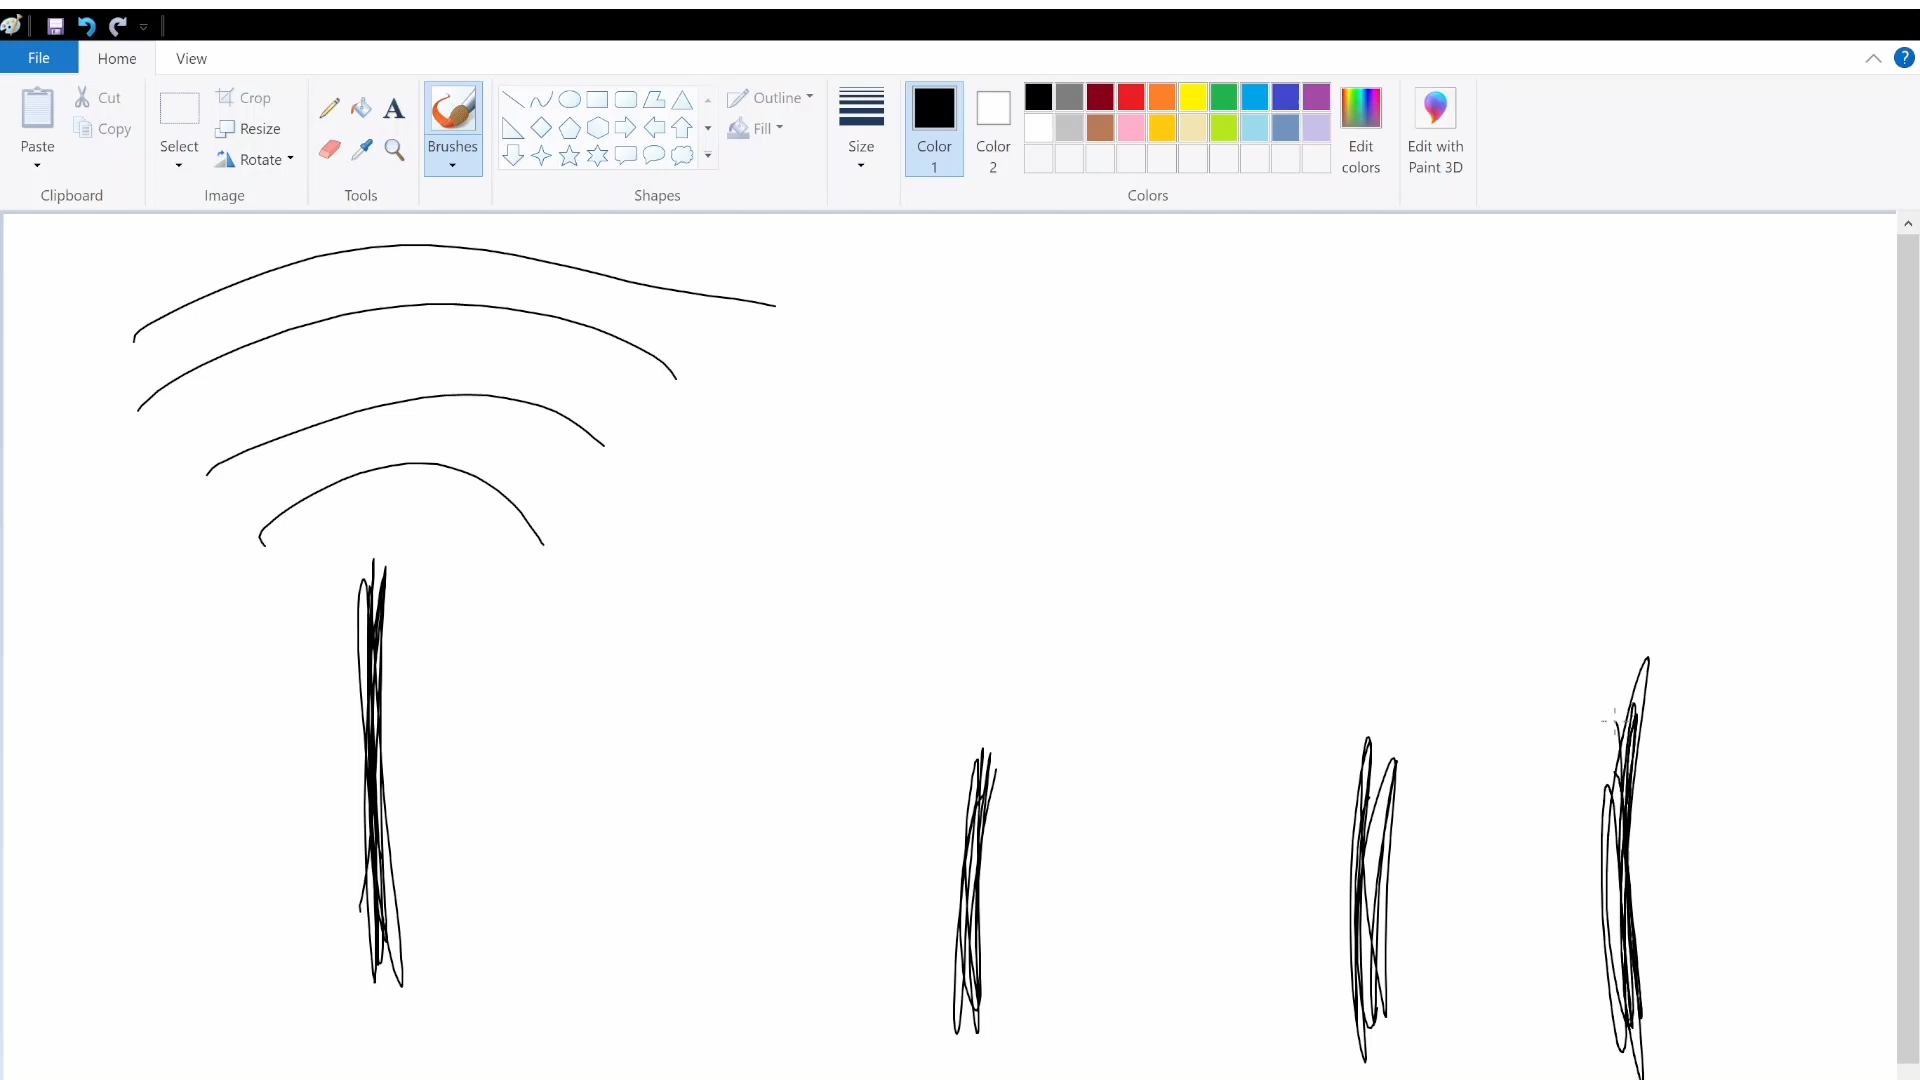 File Home View
?
Paste Cut Copy
Select Crop Resize Rotate
A
Brushes
Outline Fill
Size
Color 1
Color 2
Edit colors
Edit with Paint 3D
Clipboard Image Tools Shapes Colors